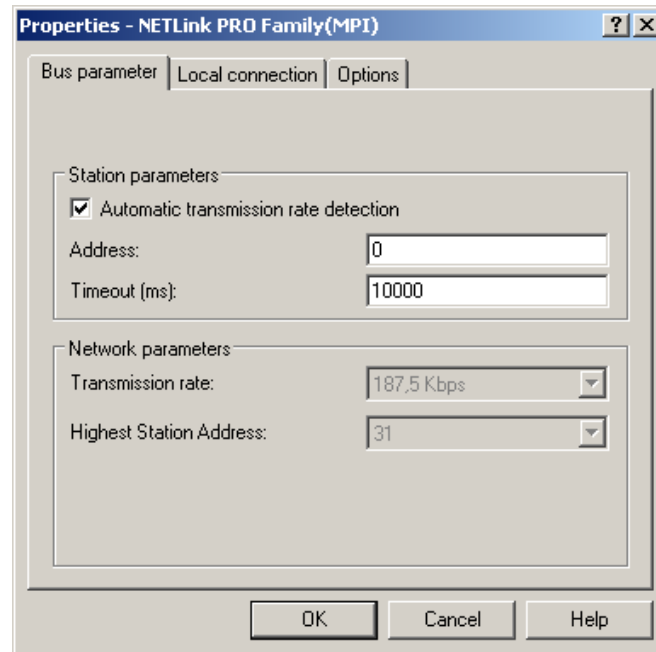 Properties - NETLink PRO Family(MPI)
Bus parameter Local connection Options
Station parameters
Automatic transmission rate detection
Address: 0
Timeout (ms): 10000
Network parameters
Transmission rate: 187,5 Kbps
Highest Station Address: 31
OK Cancel Help